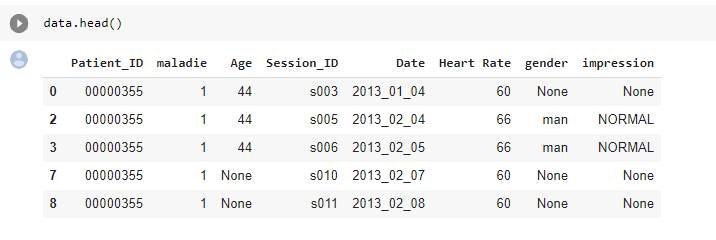 data.head()
Patient_ID maladie Age Session_ID Date Heart Rate gender impression
0 00000355 1 44 s003 2013_01_04 60 None None
2 00000355 1 44 s005 2013_02_04 66 man NORMAL
3 00000355 1 44 s006 2013_02_05 66 man NORMAL
7 00000355 1 None s010 2013_02_07 60 None None
8 00000355 1 None s011 2013_02_08 60 None None